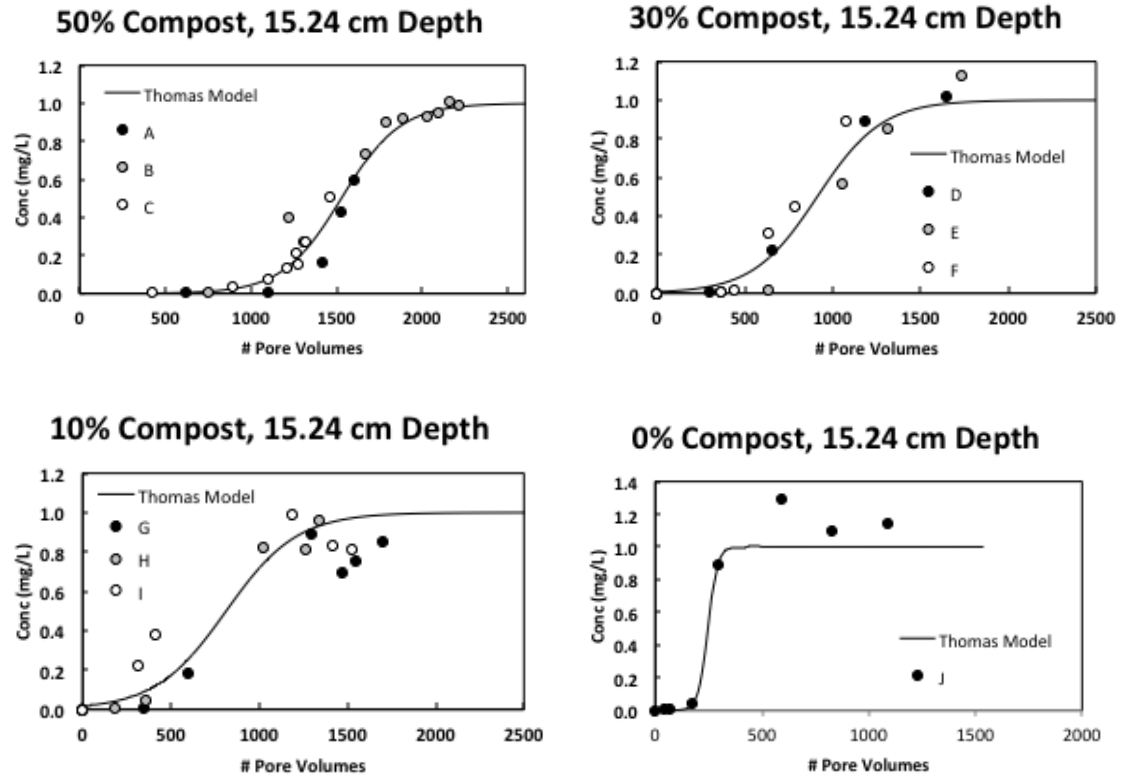 50% Compost, 15.24 cm Depth
1.2
1.0
0.8
0.6
0.4
0.2
0.0
Conc (mg/L)
Thomas Model
A
B
C
0 500 1000 1500 2000 2500
# Pore Volumes
30% Compost, 15.24 cm Depth
1.2
1.0
0.8
0.6
0.4
0.2
0.0
Conc (mg/L)
Thomas Model
D
E
F
0 500 1000 1500 2000 2500
# Pore Volumes
10% Compost, 15.24 cm Depth
1.2
1.0
0.8
0.6
0.4
0.2
0.0
Conc (mg/L)
Thomas Model
G
H
I
0 500 1000 1500 2000 2500
# Pore Volumes
0% Compost, 15.24 cm Depth
1.4
1.2
1.0
0.8
0.6
0.4
0.2
0.0
Conc (mg/L)
Thomas Model
J
0 500 1000 1500 2000
# Pore Volumes